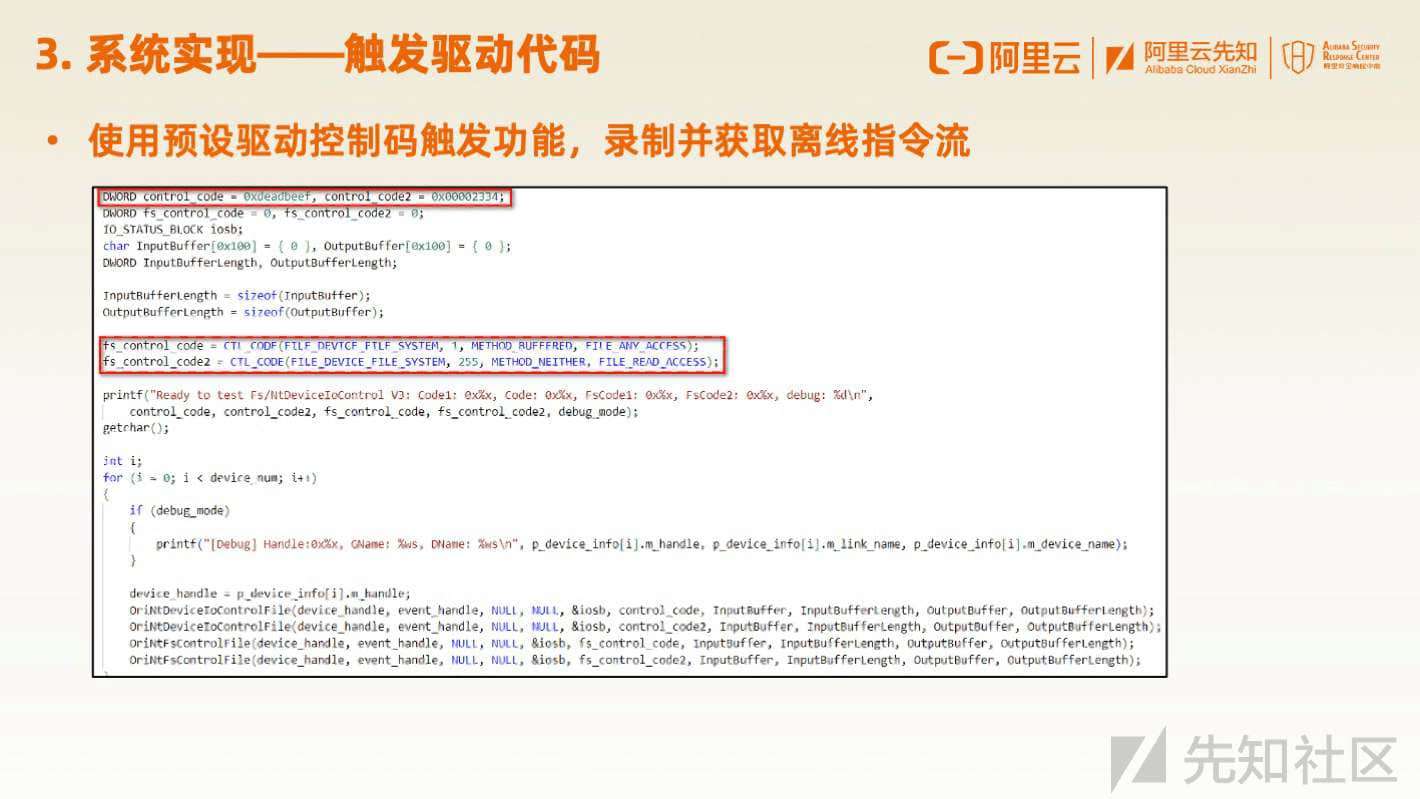 3. 系统实现——触发驱动代码
阿里云
阿里云先知
Alibaba Cloud XianZhi
ALIBABA SECURITY
RESPONSE CENTER
• 使用预设驱动控制码触发功能，录制并获取离线指令流
DWORD control_code = 0xdeadbeef, control_code2 = 0x00002334;
DWORD fs_control_code = 0, fs_control_code2 = 0;
IO_STATUS_BLOCK iosb;
char InputBuffer[0x100] = { 0 }, OutputBuffer[0x100] = { 0 };
DWORD InputBufferLength, OutputBufferLength;
InputBufferLength = sizeof(InputBuffer);
OutputBufferLength = sizeof(OutputBuffer);
fs_control_code = CTL_CODE(FILE_DEVICE_FILE_SYSTEM, 1, METHOD_BUFFERED, FILE_ANY_ACCESS);
fs_control_code2 = CTL_CODE(FILE_DEVICE_FILE_SYSTEM, 255, METHOD_NEITHER, FILE_READ_ACCESS);
printf("Ready to test Fs/NtDeviceIoControl V3: Code1: 0x%x, Code: 0x%x, FsCode1: 0x%x, FsCode2: 0x%x, debug: %d\n",
control_code, control_code2, fs_control_code, fs_control_code2, debug_mode);
getchar();
int i;
for (i = 0; i < device_num; i++)
{
if (debug_mode)
{
printf("[Debug] Handle:0x%x, GName: %ws, DName: %ws\n", p_device_info[i].m_handle, p_device_info[i].m_link_name, p_device_info[i].m_device_name);
}
device_handle = p_device_info[i].m_handle;
OriNtDeviceIoControlFile(device_handle, event_handle, NULL, NULL, &iosb, control_code, InputBuffer, InputBufferLength, OutputBuffer, OutputBufferLength);
OriNtDeviceIoControlFile(device_handle, event_handle, NULL, NULL, &iosb, control_code2, InputBuffer, InputBufferLength, OutputBuffer, OutputBufferLength);
OriNtFsControlFile(device_handle, event_handle, NULL, NULL, &iosb, fs_control_code, InputBuffer, InputBufferLength, OutputBuffer, OutputBufferLength);
OriNtFsControlFile(device_handle, event_handle, NULL, NULL, &iosb, fs_control_code2, InputBuffer, InputBufferLength, OutputBuffer, OutputBufferLength);
先知社区